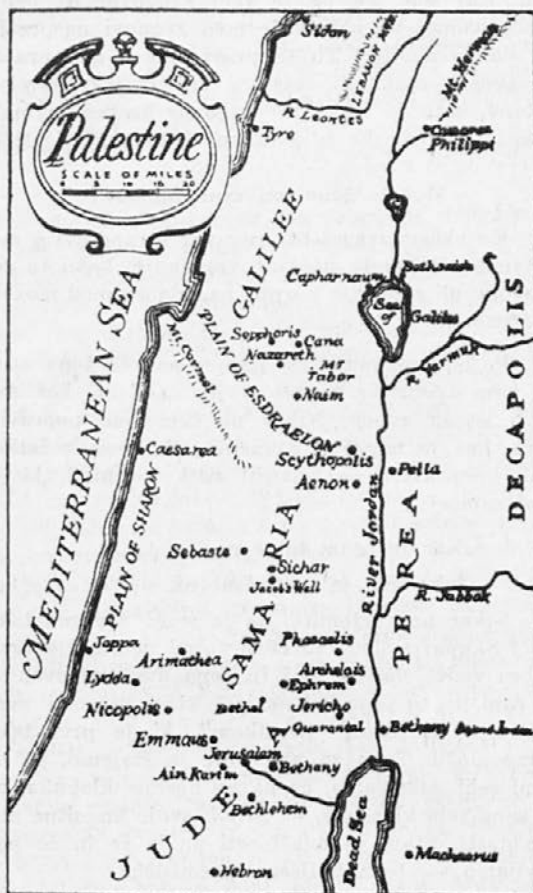 Palestine
SCALE OF MILES
0 5 10 15 20
Sidon
LEBANON MTS
Mt. Hermon
R. Leontes
Tyre
Caesarea
Philippi
MEDITERRANEAN SEA
GALILEE
Capharnaum
Bethsaida
Sea
of
Galilee
Sepphoris
Cana
Nazareth
Mt
Tabor
Naim
Mt. Carmel
PLAIN OF ESDRAELON
R. Yarmuk
DECAPOLIS
Caesarea
Scythopolis
Pella
Aenon
PLAIN OF SHARON
SAMARIA
River Jordan
PEREA
Sebaste
Sichar
Jacob's Well
R. Jabbok
Joppa
Arimathea
Phasaelis
Lydda
Archelais
Ephrem
Nicopolis
Bethel
Jericho
Quarantal
Bethany Beyond Jordan
Emmaus
Jerusalem
Ain Karim
Bethany
Bethlehem
JUDEA
Dead Sea
Machaerus
Hebron